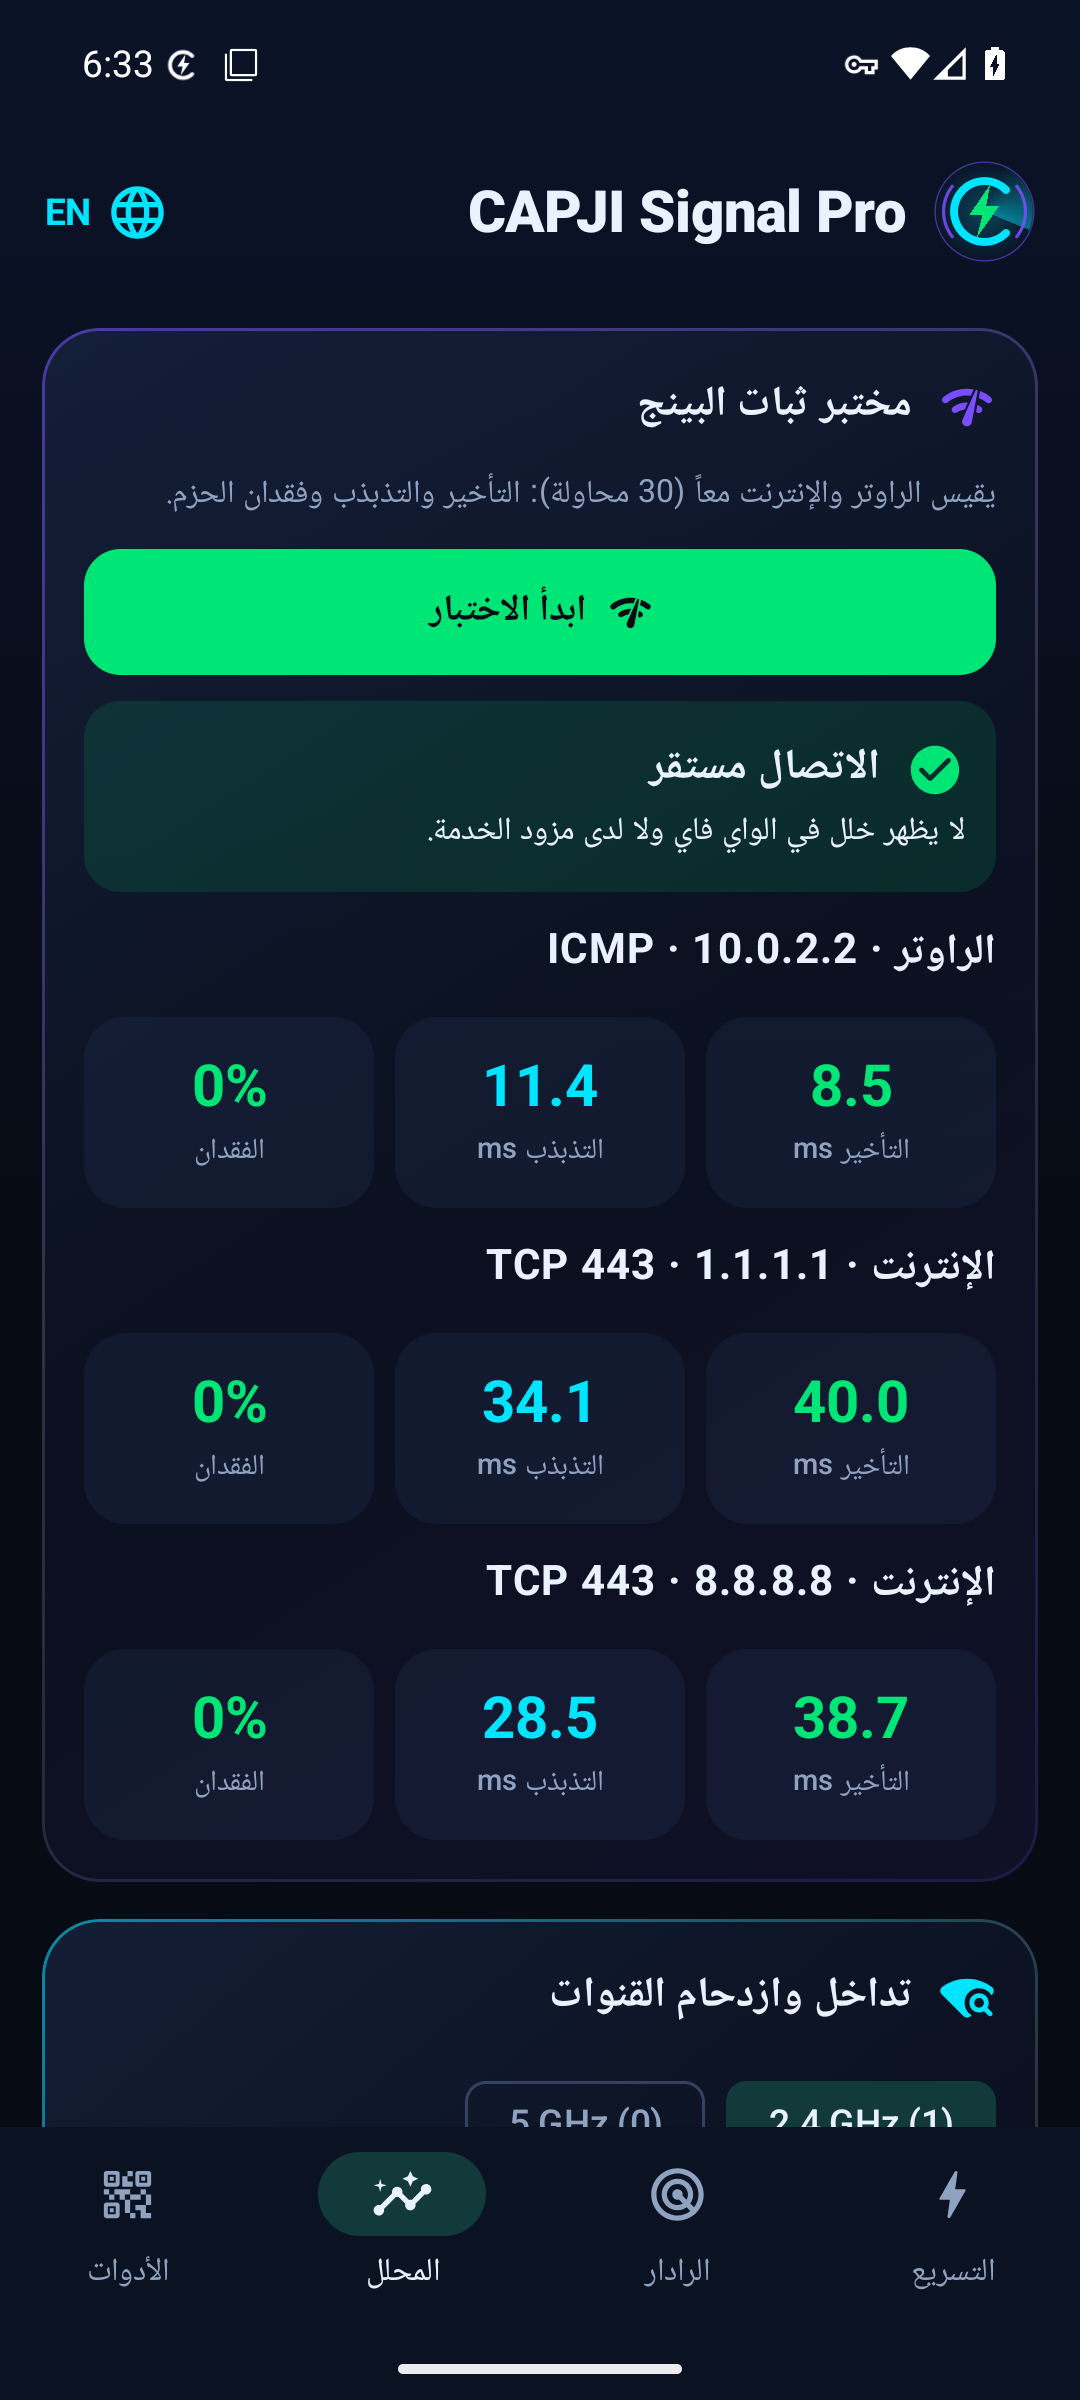 6:33
CAPJI Signal Pro
EN
مختبر ثبات البينج
يقيس الراوتر والإنترنت معاً (30 محاولة): التأخير والتذبذب وفقدان الحزم.
ابدأ الاختبار
الاتصال مستقر
لا يظهر خلل في الواي فاي ولا لدى مزود الخدمة.
الراوتر · 10.0.2.2 · ICMP
8.5
التأخير ms
11.4
التذبذب ms
0%
الفقدان
الإنترنت · 1.1.1.1 · TCP 443
40.0
التأخير ms
34.1
التذبذب ms
0%
الفقدان
الإنترنت · 8.8.8.8 · TCP 443
38.7
التأخير ms
28.5
التذبذب ms
0%
الفقدان
تداخل وازدحام القنوات
2.4 GHz (1)
5 GHz (0)
التسريع
الرادار
المحلل
الأدوات